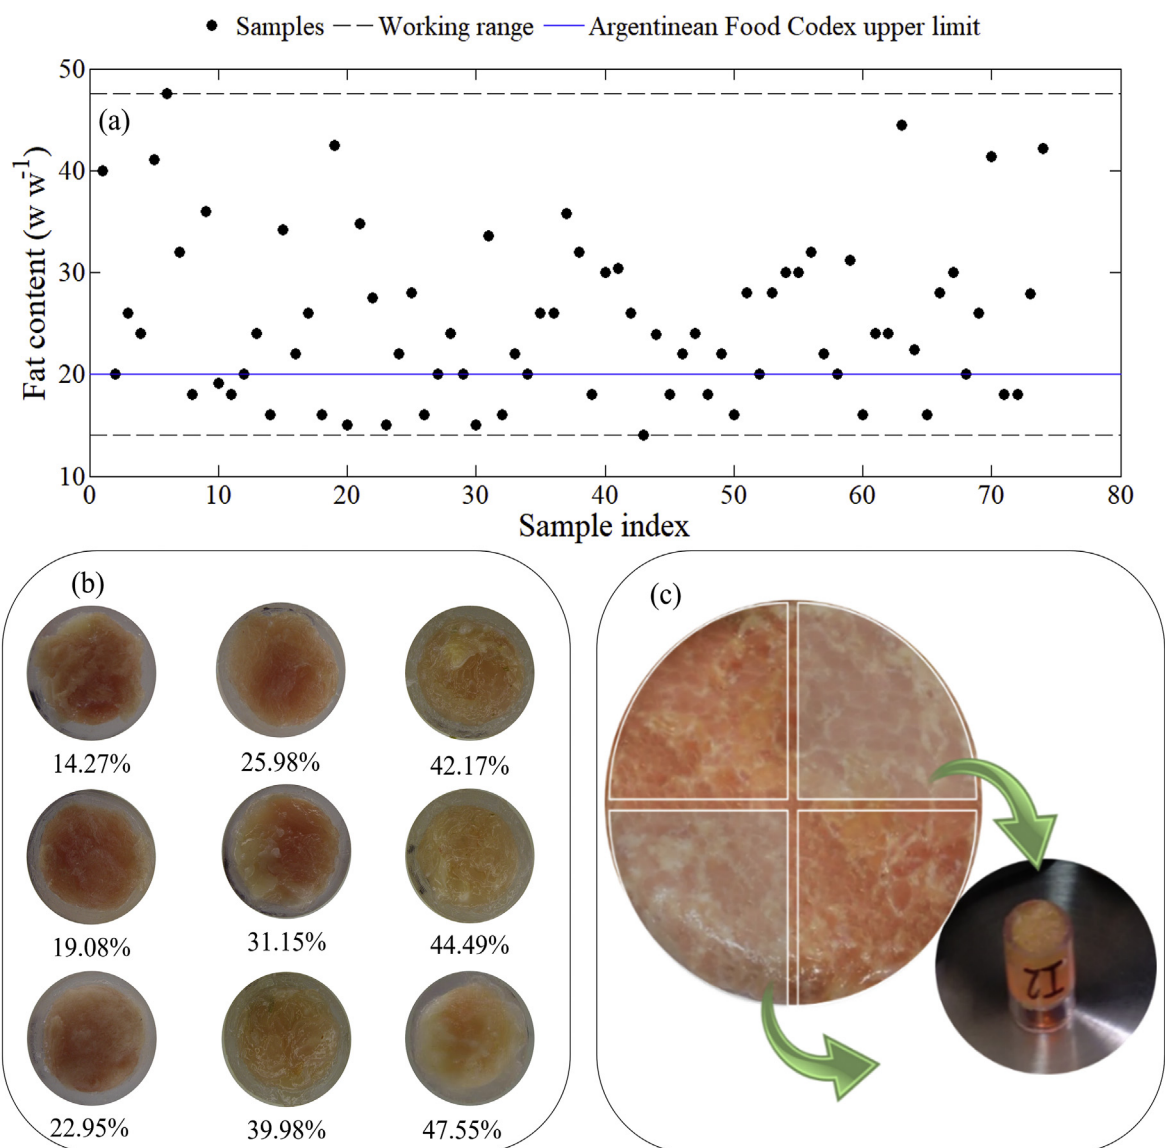 Samples Working range Argentinean Food Codex upper limit
(a)
Fat content (w w-1)
50
40
30
20
10
0 10 20 30 40 50 60 70 80
Sample index
(b)
14.27% 25.98% 42.17%
19.08% 31.15% 44.49%
22.95% 39.98% 47.55%
(c)
I2